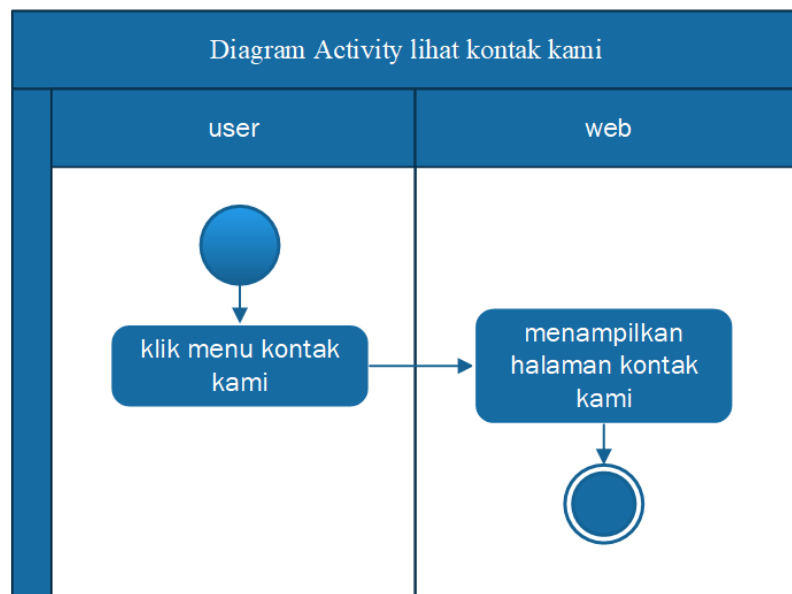 Diagram Activity lihat kontak kami
user
web
klik menu kontak
kami
menampilkan
halaman kontak
kami